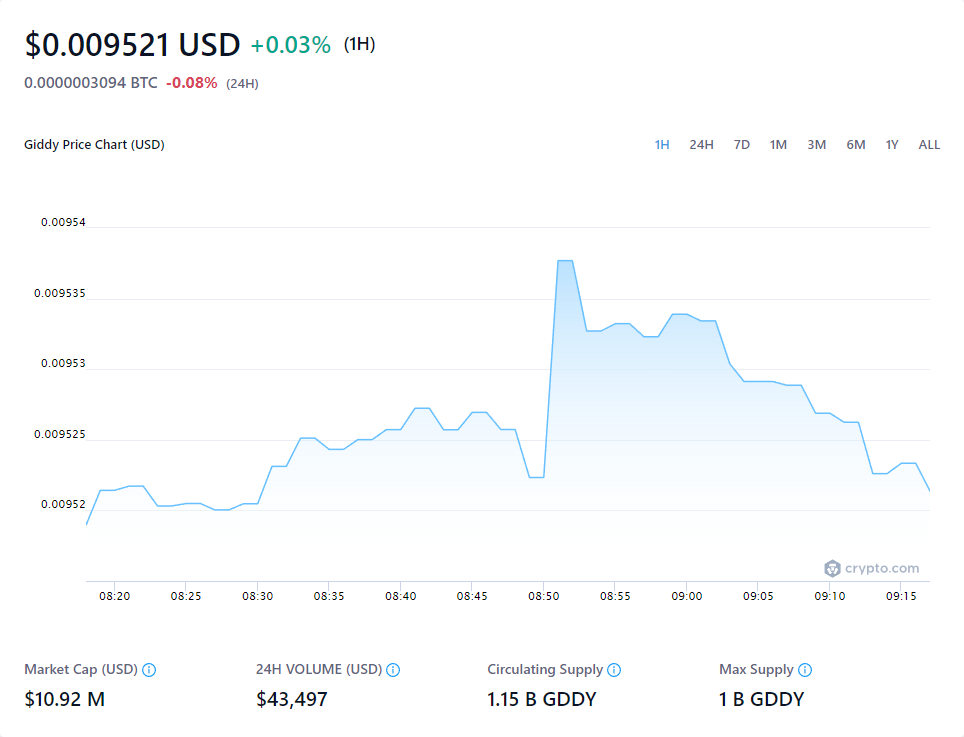 $0.009521 USD +0.03% (1H)
0.0000003094 BTC -0.08% (24H)
Giddy Price Chart (USD) 1H 24H 7D 1M 3M 6M 1Y ALL
0.00954
0.009535
0.00953
0.009525
0.00952
crypto.com
08:20 08:25 08:30 08:35 08:40 08:45 08:50 08:55 09:00 09:05 09:10 09:15
Market Cap (USD) 24H VOLUME (USD) Circulating Supply Max Supply
$10.92 M $43,497 1.15 B GDDY 1 B GDDY